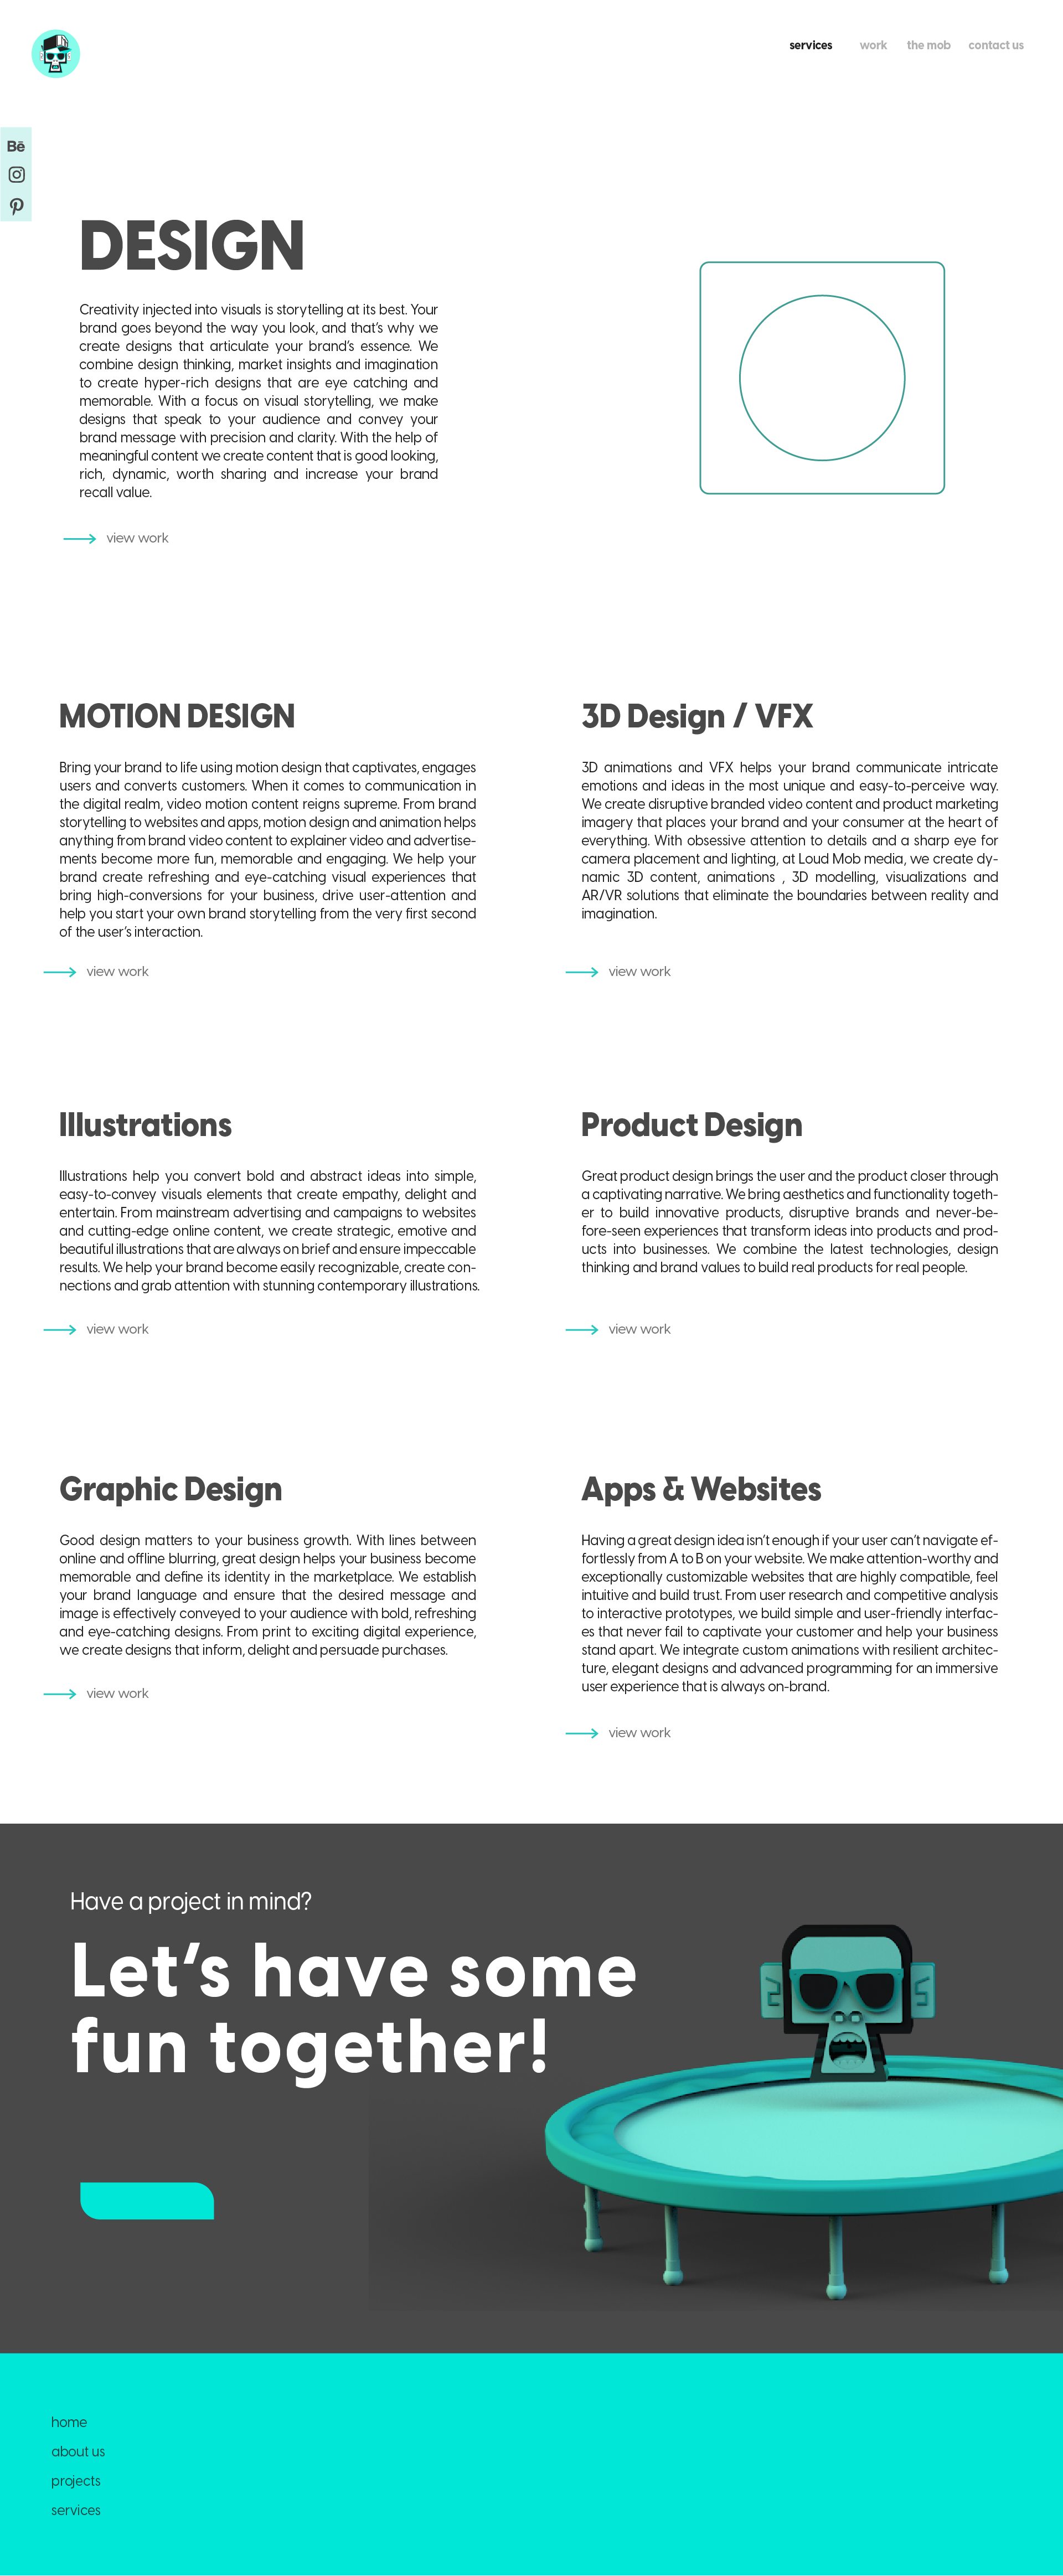 services work the mob contact us
Bē
DESIGN
Creativity injected into visuals is storytelling at its best. Your
brand goes beyond the way you look, and that's why we
create designs that articulate your brand's essence. We
combine design thinking, market insights and imagination
to create hyper-rich designs that are eye catching and
memorable. With a focus on visual storytelling, we make
designs that speak to your audience and convey your
brand message with precision and clarity. With the help of
meaningful content we create content that is good looking,
rich, dynamic, worth sharing and increase your brand
recall value.
view work
MOTION DESIGN
Bring your brand to life using motion design that captivates, engages
users and converts customers. When it comes to communication in
the digital realm, video motion content reigns supreme. From brand
storytelling to websites and apps, motion design and animation helps
anything from brand video content to explainer video and advertise-
ments become more fun, memorable and engaging. We help your
brand create refreshing and eye-catching visual experiences that
bring high-conversions for your business, drive user-attention and
help you start your own brand storytelling from the very first second
of the user's interaction.
view work
3D Design / VFX
3D animations and VFX helps your brand communicate intricate
emotions and ideas in the most unique and easy-to-perceive way.
We create disruptive branded video content and product marketing
imagery that places your brand and your consumer at the heart of
everything. With obsessive attention to details and a sharp eye for
camera placement and lighting, at Loud Mob media, we create dy-
namic 3D content, animations , 3D modelling, visualizations and
AR/VR solutions that eliminate the boundaries between reality and
imagination.
view work
Illustrations
Illustrations help you convert bold and abstract ideas into simple,
easy-to-convey visuals elements that create empathy, delight and
entertain. From mainstream advertising and campaigns to websites
and cutting-edge online content, we create strategic, emotive and
beautiful illustrations that are always on brief and ensure impeccable
results. We help your brand become easily recognizable, create con-
nections and grab attention with stunning contemporary illustrations.
view work
Product Design
Great product design brings the user and the product closer through
a captivating narrative. We bring aesthetics and functionality togeth-
er to build innovative products, disruptive brands and never-be-
fore-seen experiences that transform ideas into products and prod-
ucts into businesses. We combine the latest technologies, design
thinking and brand values to build real products for real people.
view work
Graphic Design
Good design matters to your business growth. With lines between
online and offline blurring, great design helps your business become
memorable and define its identity in the marketplace. We establish
your brand language and ensure that the desired message and
image is effectively conveyed to your audience with bold, refreshing
and eye-catching designs. From print to exciting digital experience,
we create designs that inform, delight and persuade purchases.
view work
Apps & Websites
Having a great design idea isn't enough if your user can't navigate ef-
fortlessly from A to B on your website. We make attention-worthy and
exceptionally customizable websites that are highly compatible, feel
intuitive and build trust. From user research and competitive analysis
to interactive prototypes, we build simple and user-friendly interfac-
es that never fail to captivate your customer and help your business
stand apart. We integrate custom animations with resilient architec-
ture, elegant designs and advanced programming for an immersive
user experience that is always on-brand.
view work
Have a project in mind?
Let's have some
fun together!
home
about us
projects
services